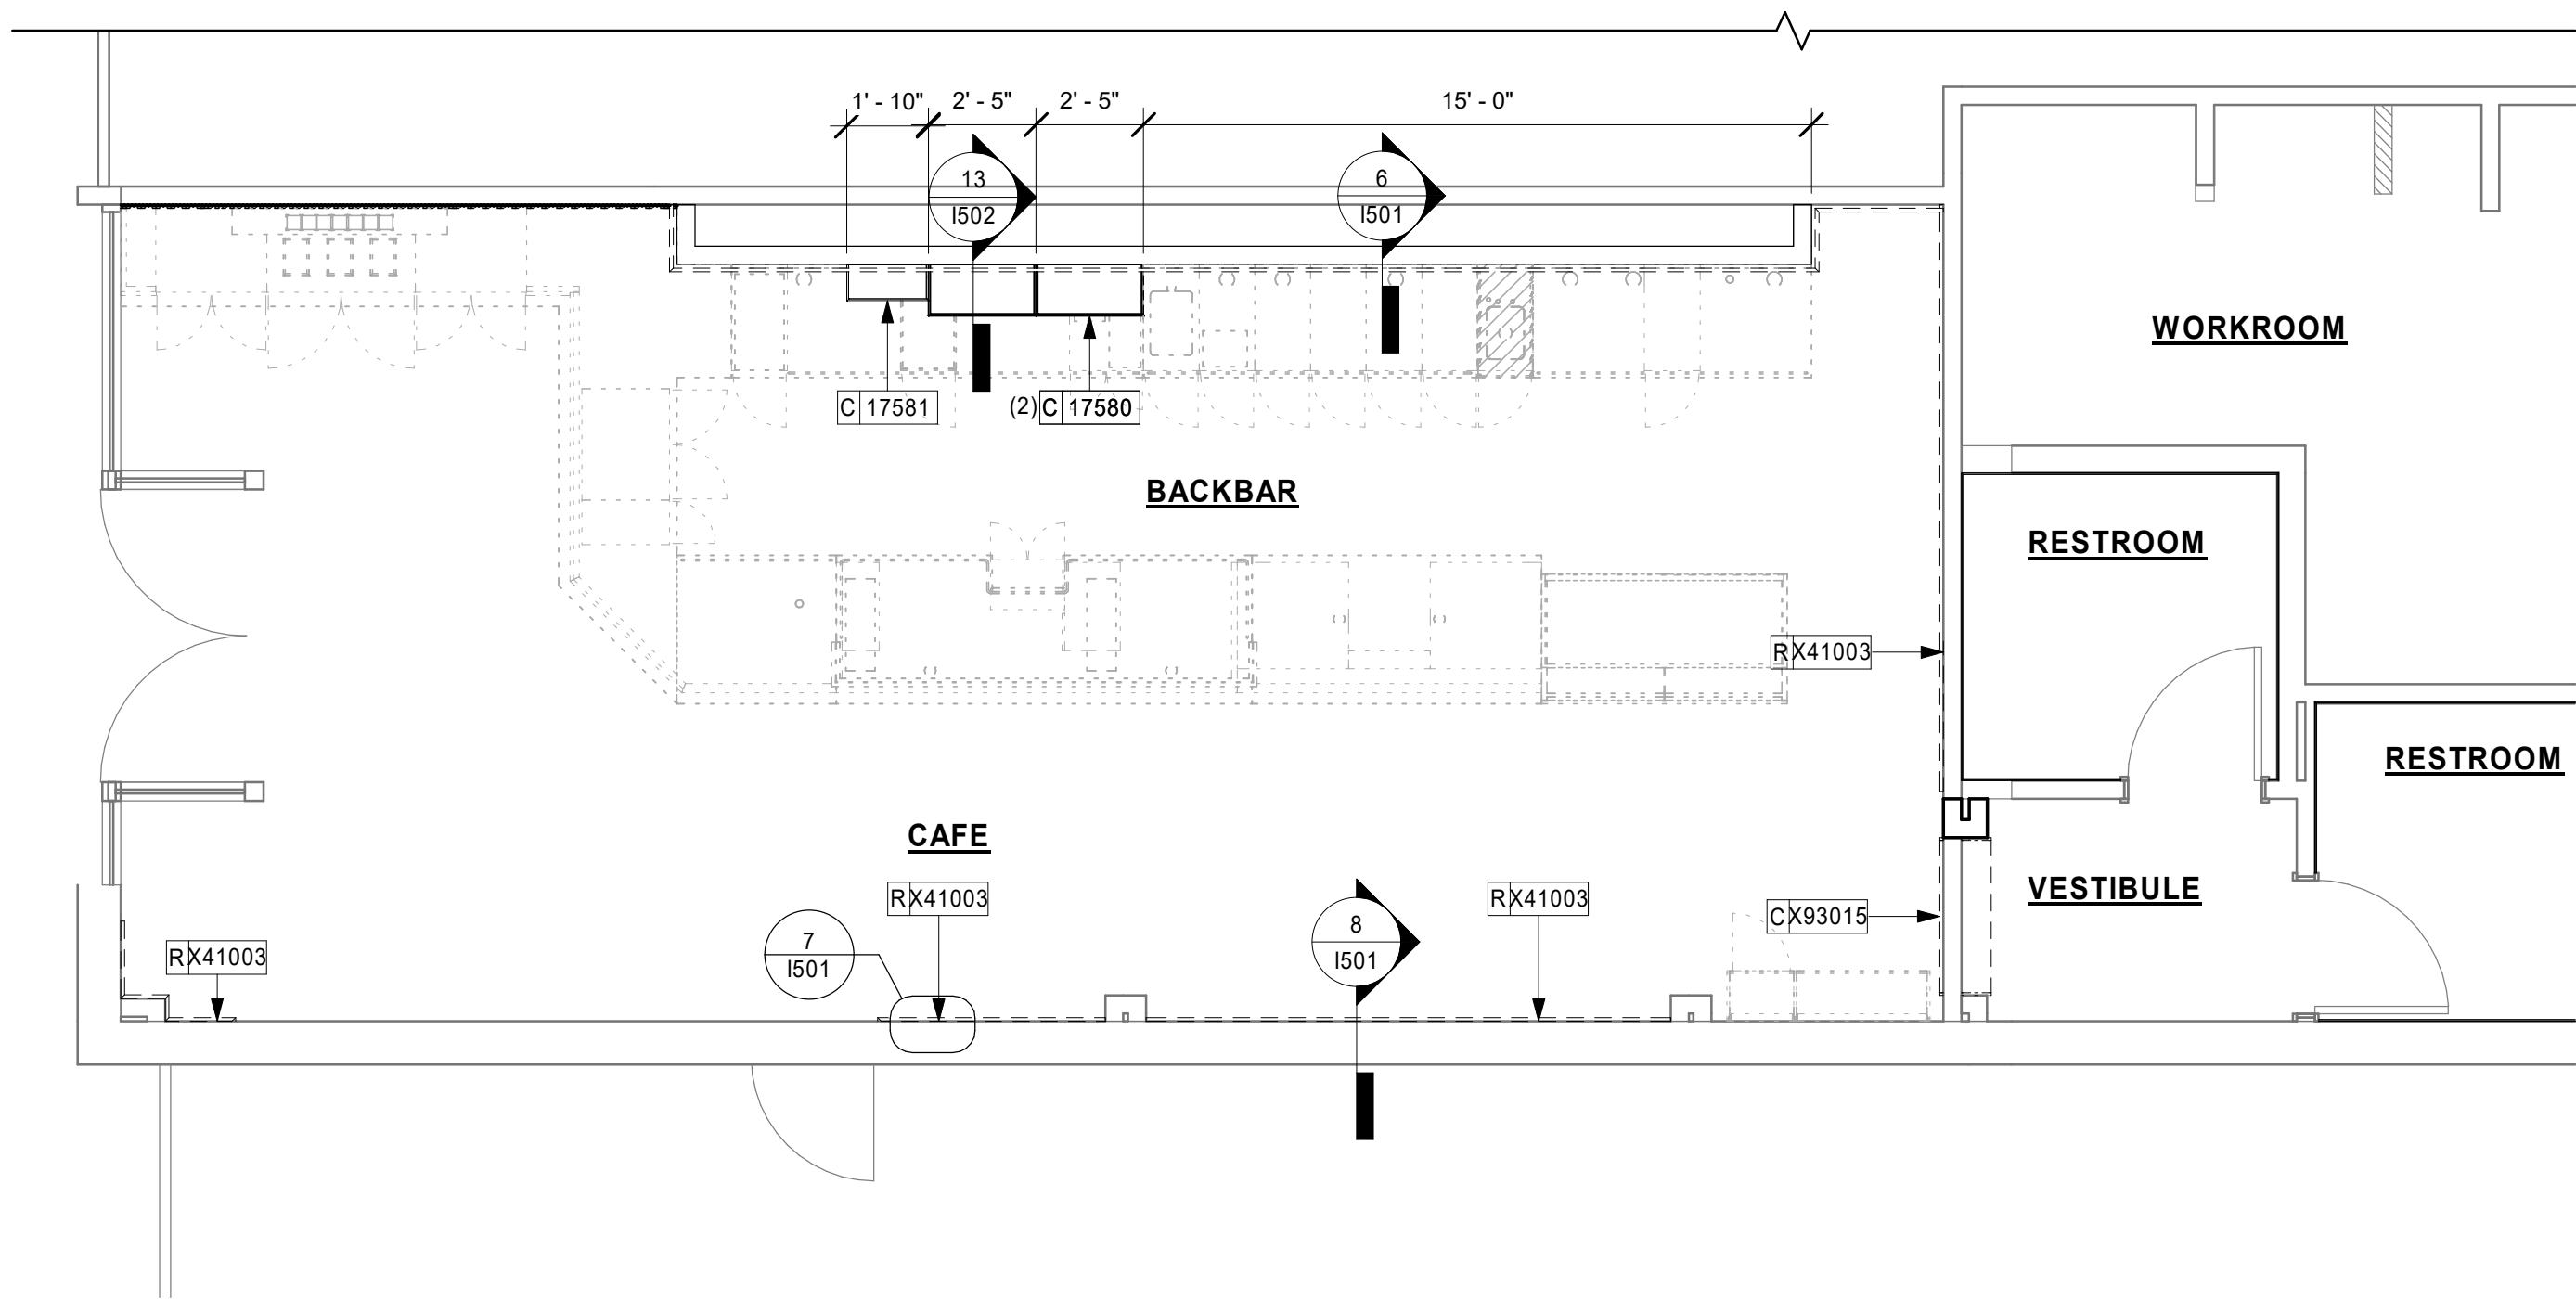 1' - 10" 2' - 5" 2' - 5" 15' - 0"
13
I502
6
I501
WORKROOM
C 17581
(2) C 17580
BACKBAR
RESTROOM
R X41003
RESTROOM
CAFE
VESTIBULE
R X41003
R X41003
C X93015
7
I501
8
I501
R X41003